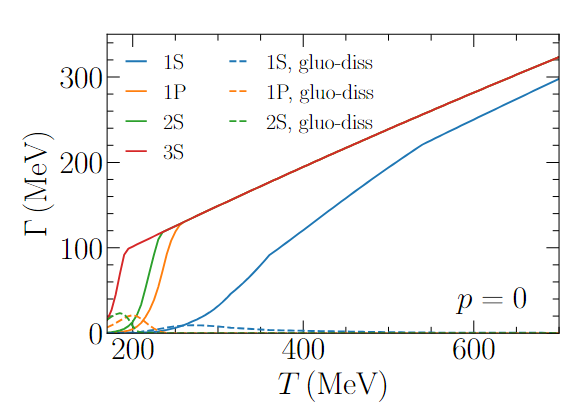 300
200
100
0
Γ (MeV)
1S
1P
2S
3S
1S, gluo-diss
1P, gluo-diss
2S, gluo-diss
p = 0
200
400
600
T (MeV)